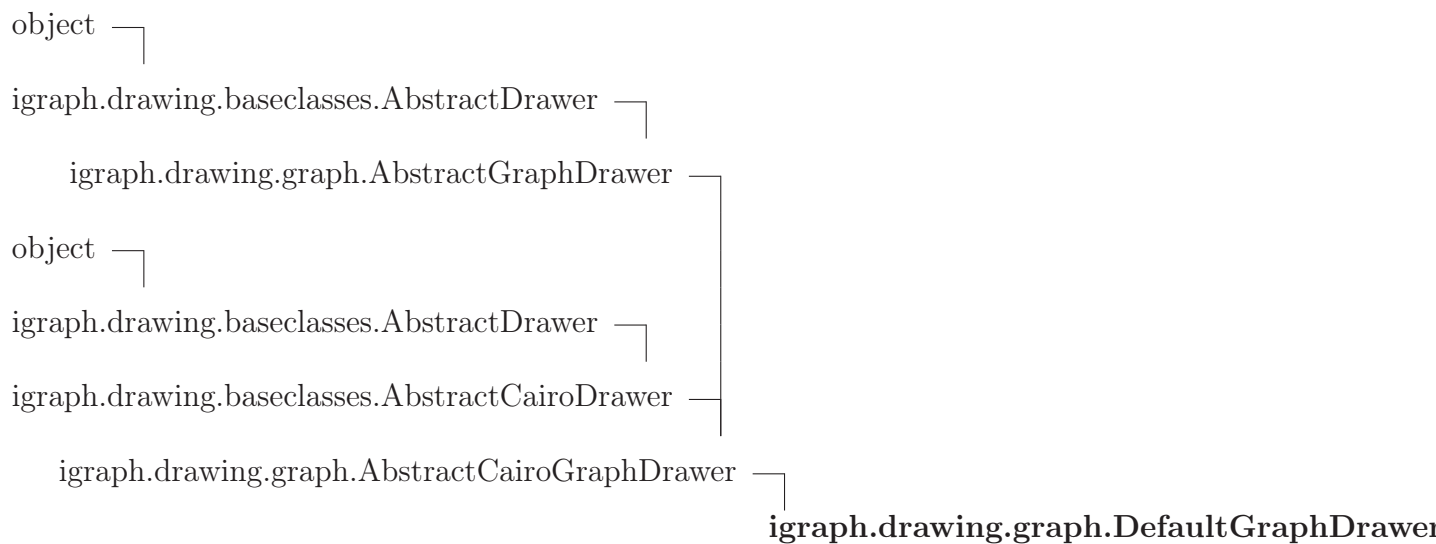 object
igraph.drawing.baseclasses.AbstractDrawer
igraph.drawing.graph.AbstractGraphDrawer
object
igraph.drawing.baseclasses.AbstractDrawer
igraph.drawing.baseclasses.AbstractCairoDrawer
igraph.drawing.graph.AbstractCairoGraphDrawer
igraph.drawing.graph.DefaultGraphDrawer